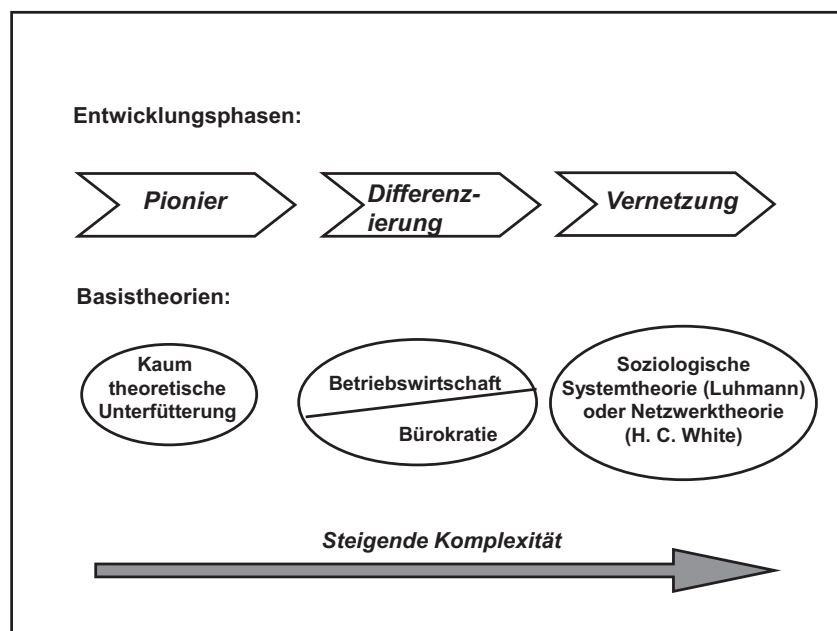 Entwicklungsphasen:
Pionier
Differenz-
ierung
Vernetzung
Basistheorien:
Kaum
theoretische
Unterfütterung
Betriebswirtschaft
Bürokratie
Soziologische
Systemtheorie (Luhmann)
oder Netzwerktheorie
(H. C. White)
Steigende Komplexität